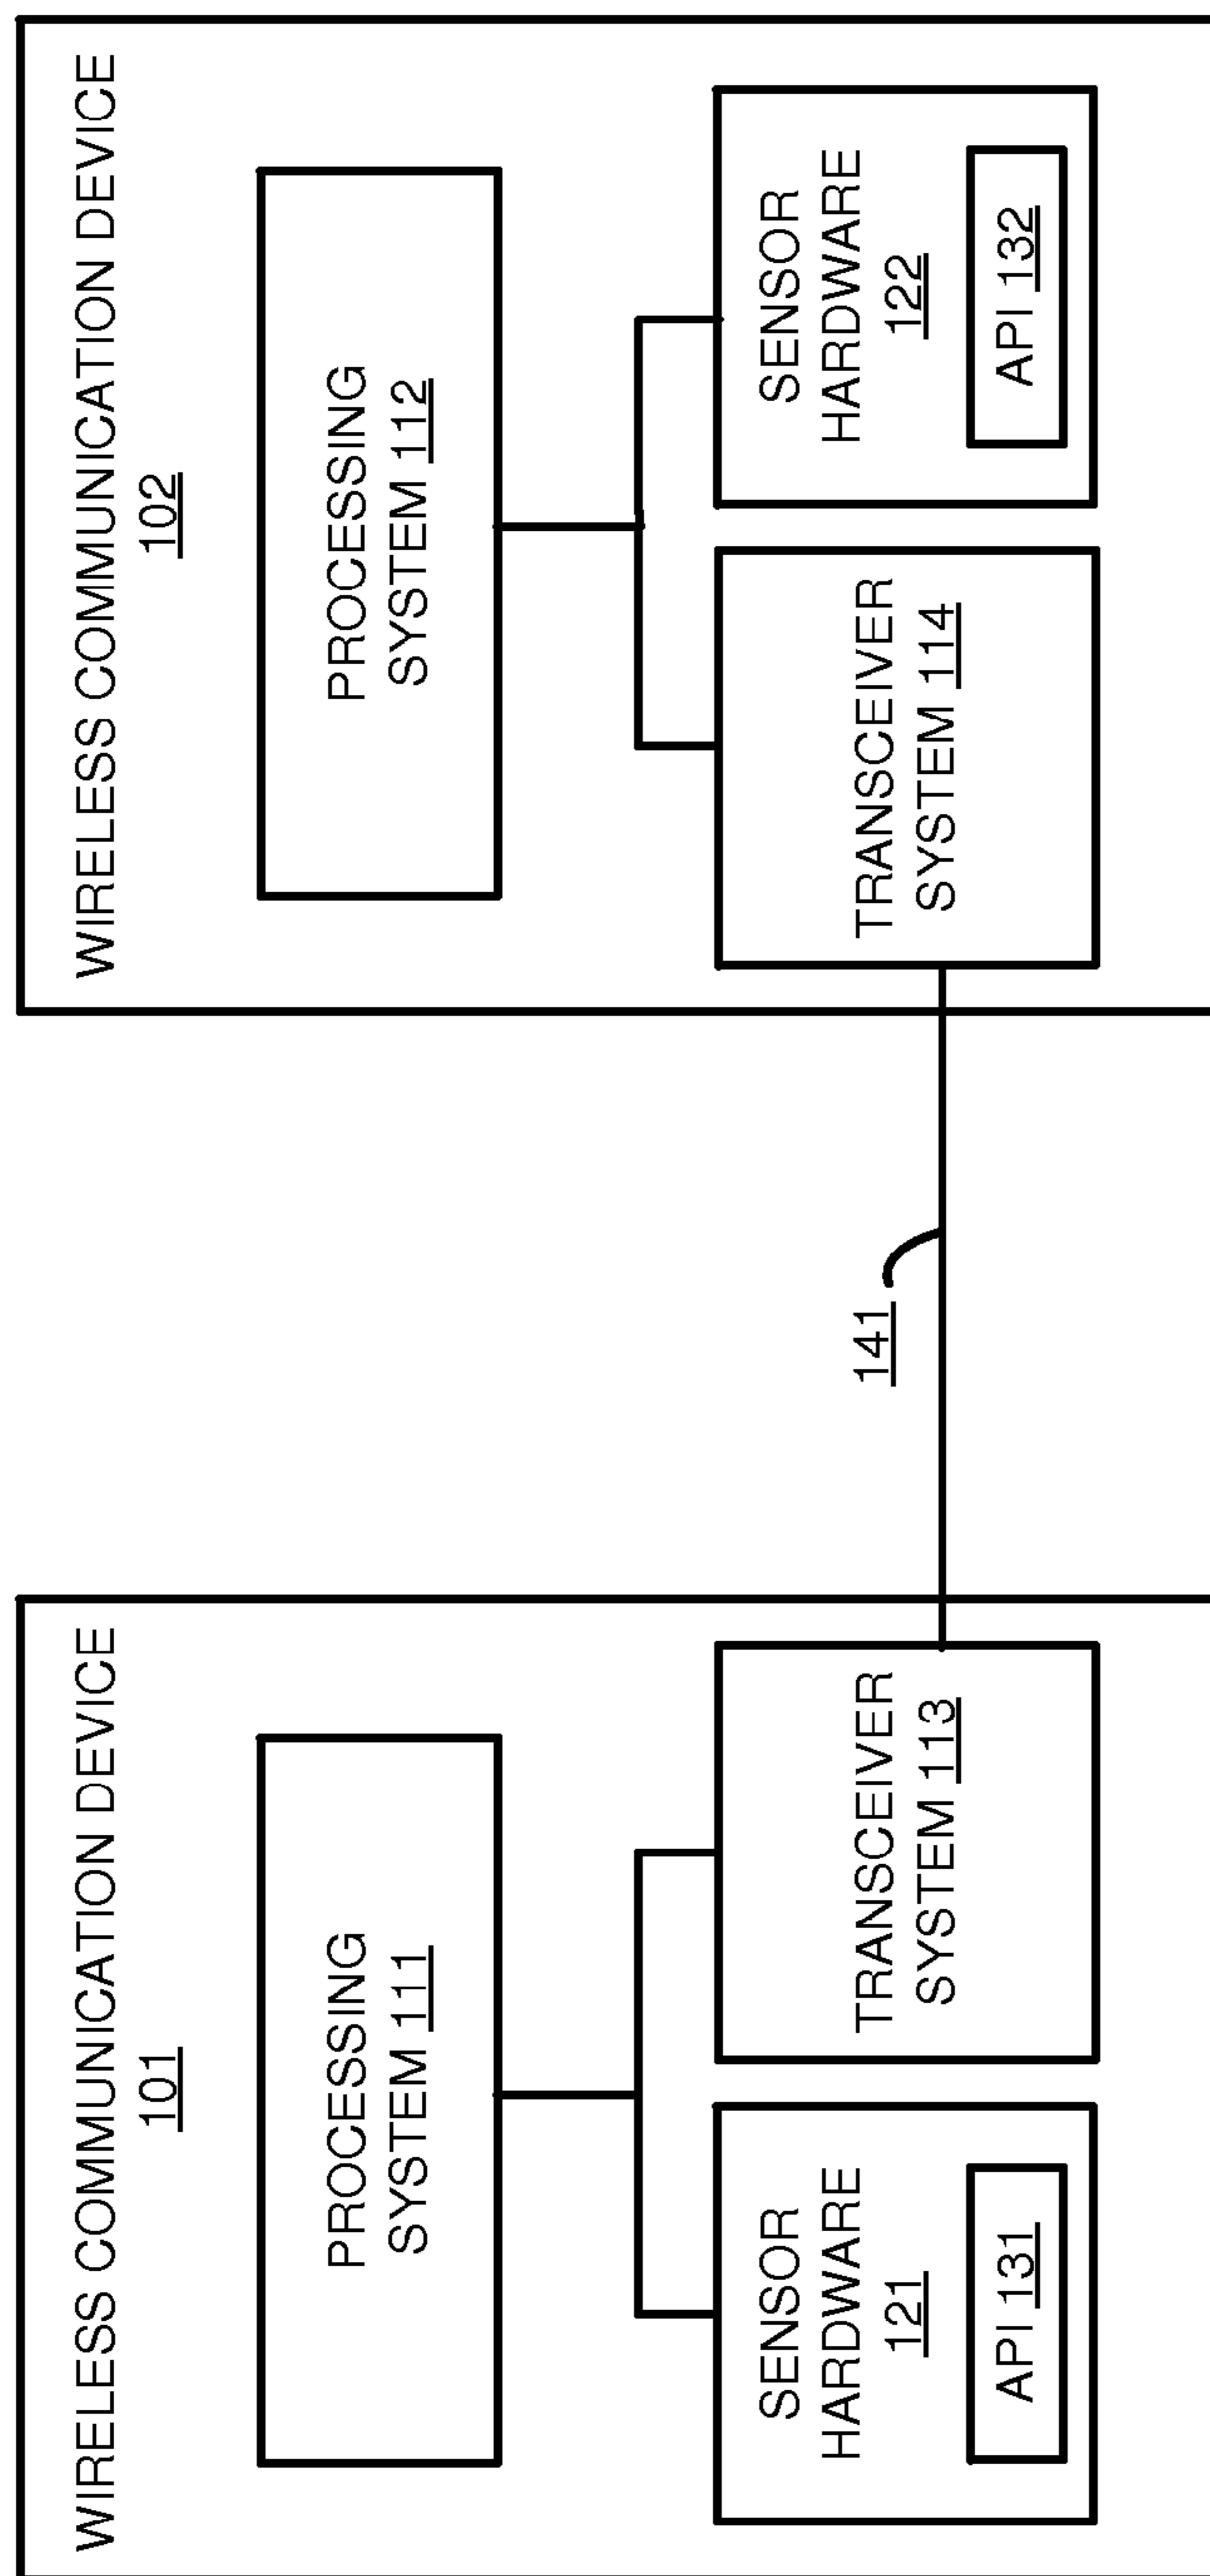 WIRELESS COMMUNICATION DEVICE
101
PROCESSING
SYSTEM 111
SENSOR
HARDWARE
121
API 131
TRANSCEIVER
SYSTEM 113
141
WIRELESS COMMUNICATION DEVICE
102
PROCESSING
SYSTEM 112
TRANSCEIVER
SYSTEM 114
SENSOR
HARDWARE
122
API 132